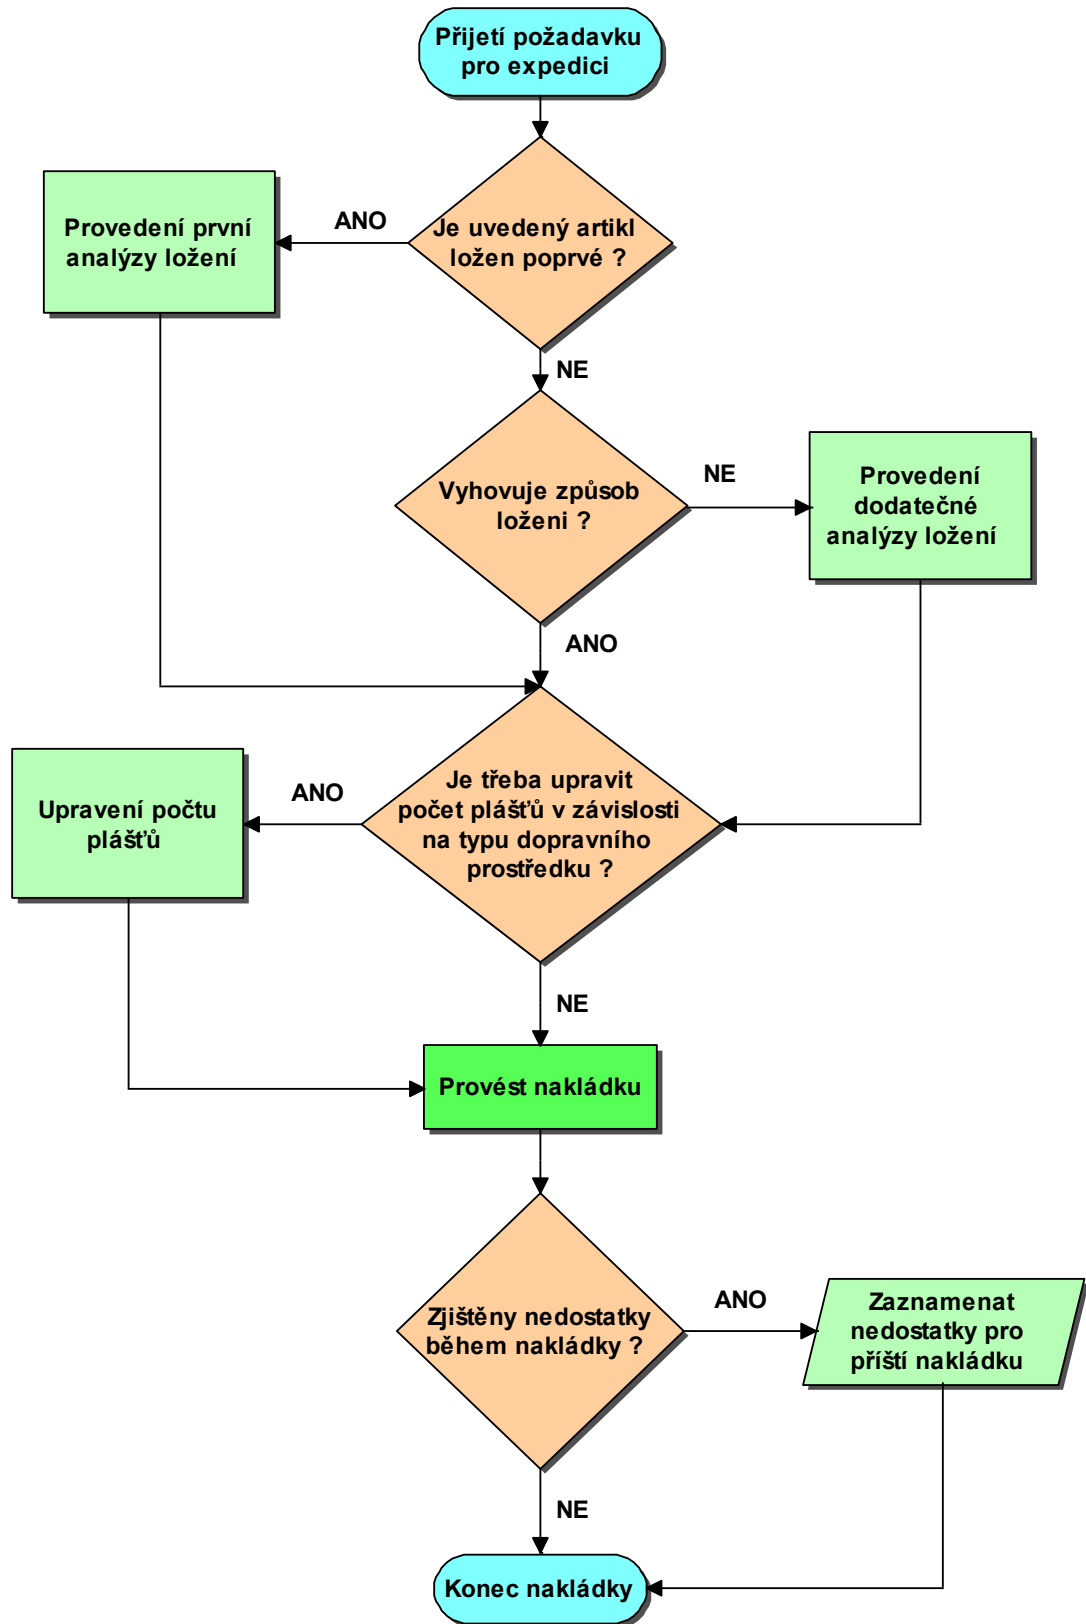 Přijetí požadavku
pro expedici
Je uvedený artikl
ložen poprvé ?
ANO
Provedení první
analýzy ložení
NE
Vyhovuje způsob
loženi ?
NE
Provedení
dodatečné
analýzy ložení
ANO
Je třeba upravit
počet plášťů v závislosti
na typu dopravního
prostředku ?
ANO
Upravení počtu
plášťů
NE
Provést nakládku
Zjištěny nedostatky
během nakládky ?
ANO
Zaznamenat
nedostatky pro
příští nakládku
NE
Konec nakládky